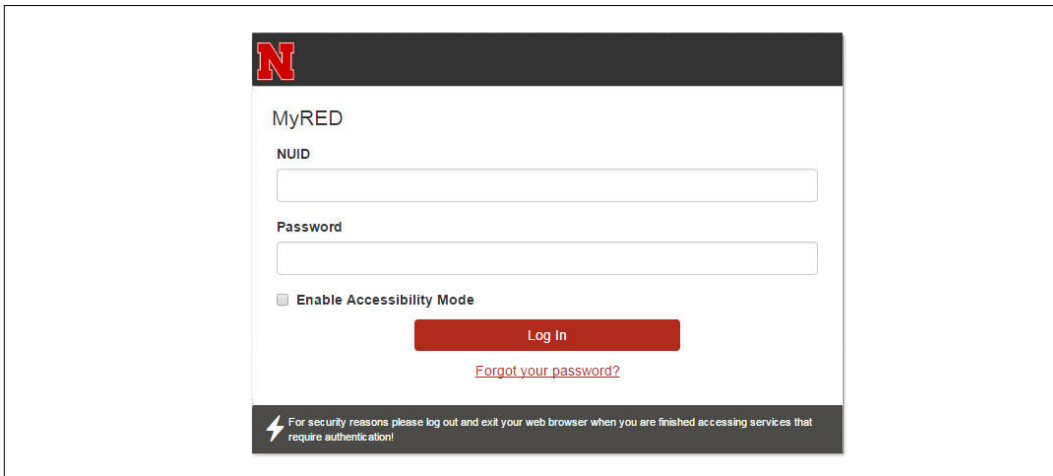 N
MyRED
NUID
Password
Enable Accessibility Mode
Log In
Forgot your password?
For security reasons please log out and exit your web browser when you are finished accessing services that
require authentication!